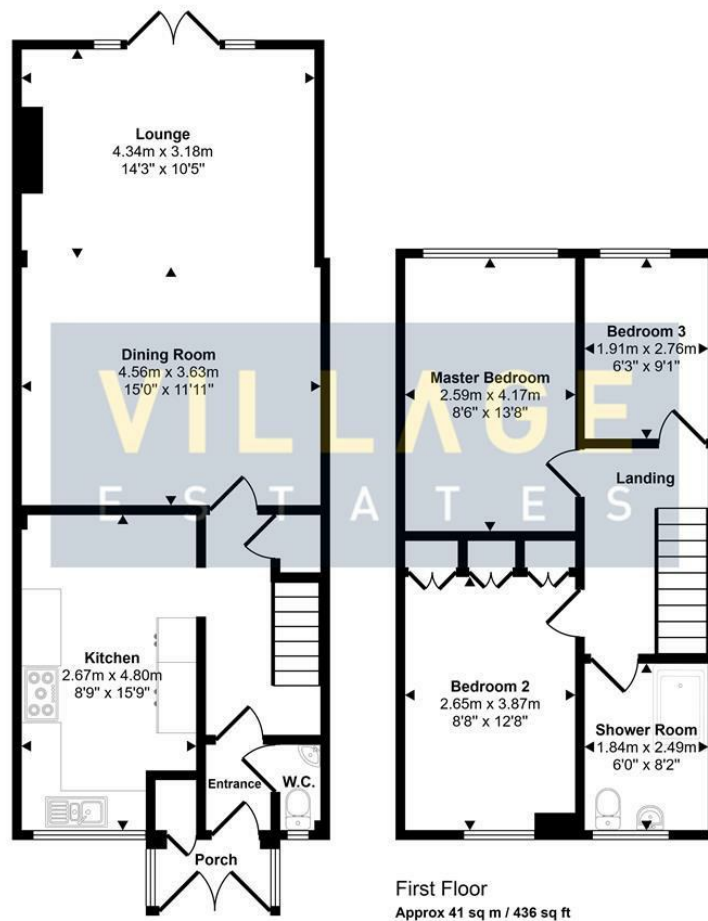 Lounge
4.34m x 3.18m
14'3" x 10'5"
Dining Room
4.56m x 3.63m
15'0" x 11'11"
Kitchen
2.67m x 4.80m
8'9" x 15'9"
Entrance
W.C.
Porch
Master Bedroom
2.59m x 4.17m
8'6" x 13'8"
Bedroom 3
1.91m x 2.76m
6'3" x 9'1"
Landing
Bedroom 2
2.65m x 3.87m
8'8" x 12'8"
Shower Room
1.84m x 2.49m
6'0" x 8'2"
First Floor
Approx 41 sq m / 436 sq ft
VILLAGE
ESTATES